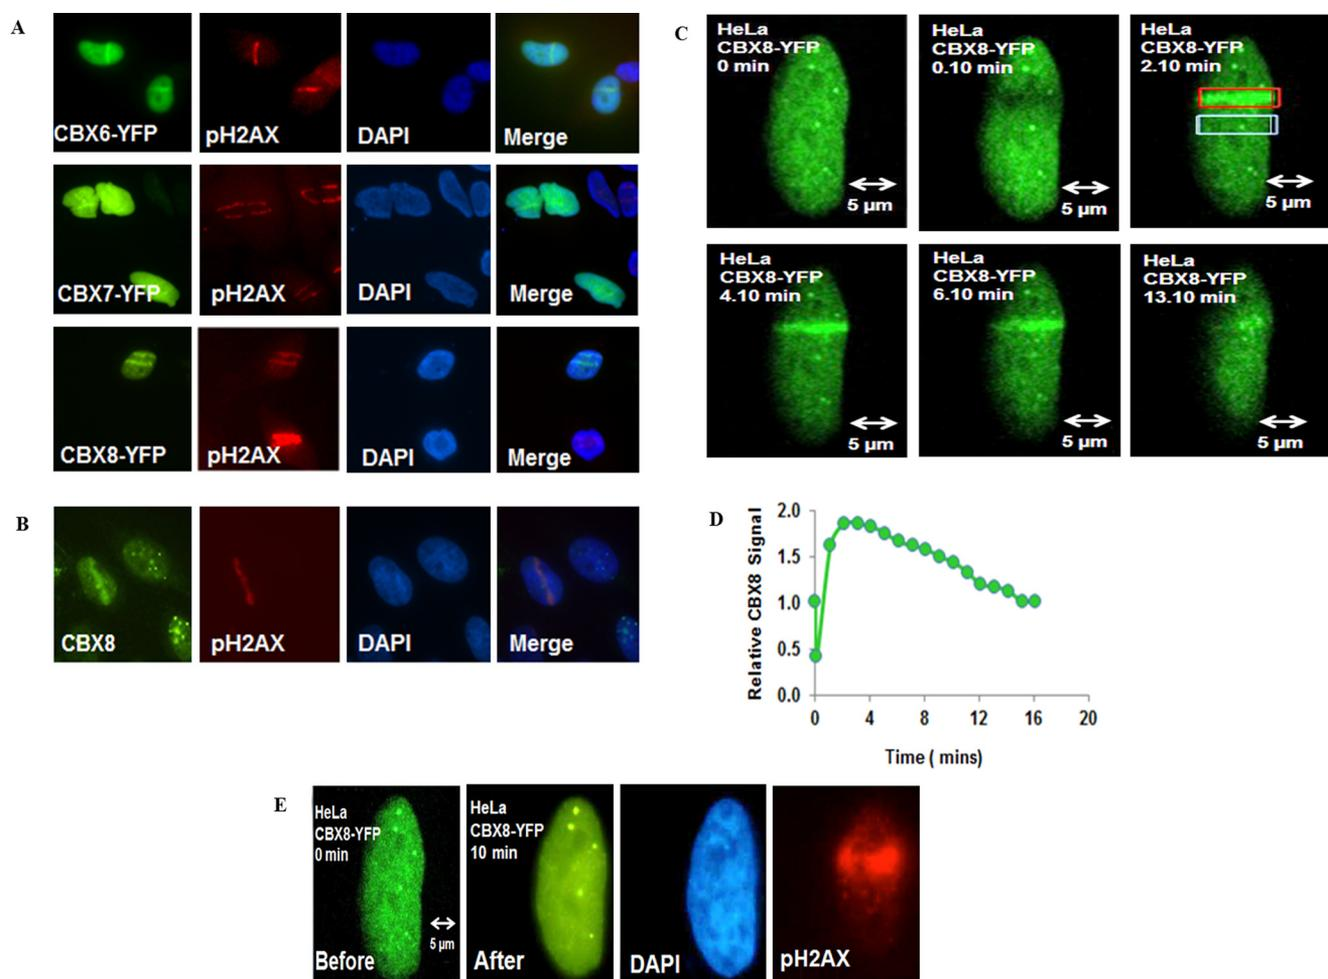 A
CBX6-YFP
pH2AX
DAPI
Merge
CBX7-YFP
pH2AX
DAPI
Merge
CBX8-YFP
pH2AX
DAPI
Merge
B
CBX8
pH2AX
DAPI
Merge
C
HeLa
CBX8-YFP
0 min
5 µm
HeLa
CBX8-YFP
0.10 min
5 µm
HeLa
CBX8-YFP
2.10 min
5 µm
HeLa
CBX8-YFP
4.10 min
5 µm
HeLa
CBX8-YFP
6.10 min
5 µm
HeLa
CBX8-YFP
13.10 min
5 µm
D
Relative CBX8 Signal
2.0
1.5
1.0
0.5
0.0
0 4 8 12 16 20
Time ( mins)
E
HeLa
CBX8-YFP
0 min
5 µm
Before
HeLa
CBX8-YFP
10 min
After
DAPI
pH2AX